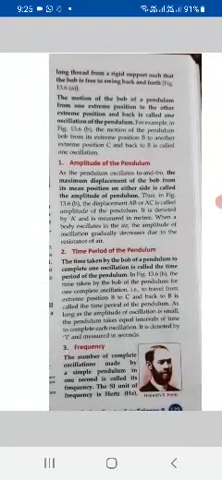 9:25
91%
long thread from a rigid support such that
the bob is free to swing back and forth [Fig.
13.6 (a)].
The motion of the bob of a pendulum
from one extreme position to the other
extreme position and back is called one
oscillation of the pendulum. For example, in
Fig. 13.6 (b), the motion of the pendulum
bob from its extreme position B to another
extreme position C and back to B is called
one oscillation.
1. Amplitude of the Pendulum
As the pendulum oscillates to-and-fro, the
maximum displacement of the bob from
its mean position on either side is called
the amplitude of pendulum. Thus, in Fig.
13.6 (b), the displacement AB or AC is called
amplitude of the pendulum. It is denoted
by 'A' and is measured in metres. When a
body oscillates in the air, the amplitude of
oscillation gradually decreases due to the
resistance of air.
2. Time Period of the Pendulum
The time taken by the bob of a pendulum to
complete one oscillation is called the time
period of the pendulum. In Fig. 13.6 (b), the
time taken by the bob of the pendulum for
one complete oscillation, i.e., to travel from
extreme position B to C and back to B is
called the time period of the pendulum. As
long as the amplitude of oscillation is small,
the pendulum takes equal intervals of time
to complete each oscillation. It is denoted by
'T' and measured in seconds.
3. Frequency
The number of complete
oscillations made by
a simple pendulum in
one second is called its
frequency. The SI unit of
frequency is Hertz (Hz),
Heinrich R. Hertz